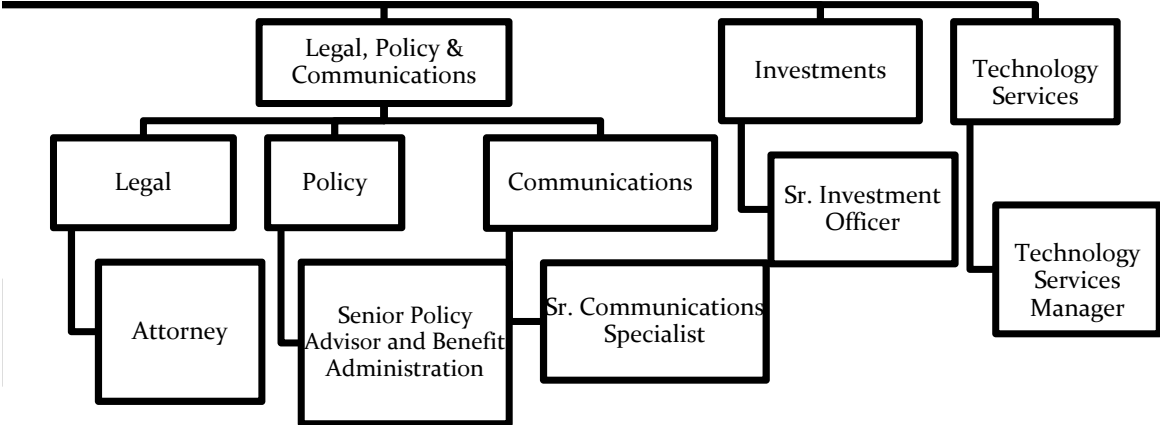 Legal, Policy &
Communications
Investments
Technology
Services
Legal
Policy
Communications
Sr. Investment
Officer
Technology
Services
Manager
Attorney
Senior Policy
Advisor and Benefit
Administration
Sr. Communications
Specialist